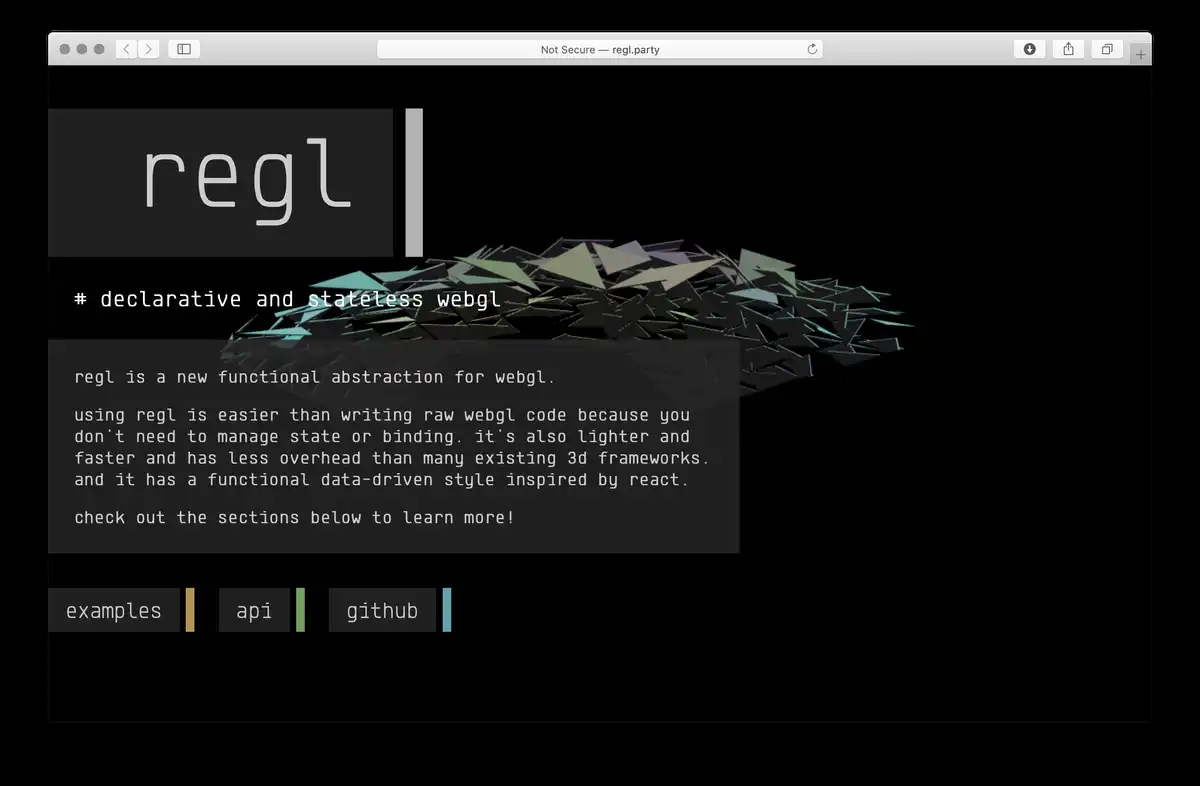 Not Secure — regl.party
regl
# declarative and stateless webgl
regl is a new functional abstraction for webgl.
using regl is easier than writing raw webgl code because you
don't need to manage state or binding. it's also lighter and
faster and has less overhead than many existing 3d frameworks.
and it has a functional data-driven style inspired by react.
check out the sections below to learn more!
examples
api
github